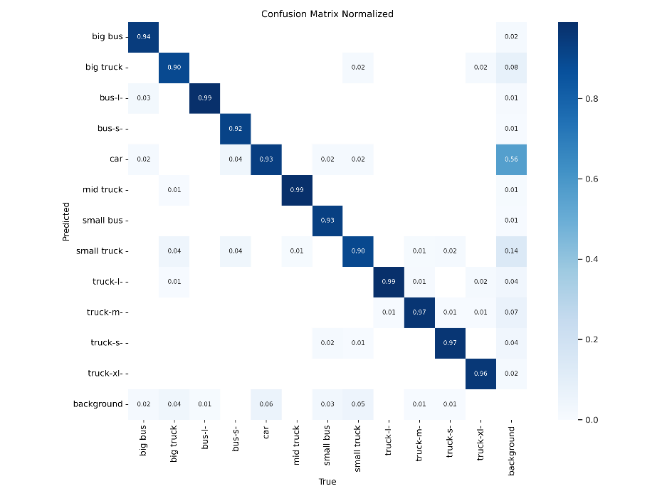 Confusion Matrix Normalized
big bus 0.94 0.02
big truck 0.90 0.02 0.02 0.08
bus-l- 0.03 0.99 0.01
bus-s- 0.92 0.01
car 0.02 0.04 0.93 0.02 0.02 0.56
mid truck 0.01 0.99 0.01
small bus 0.93 0.01
small truck 0.04 0.04 0.01 0.90 0.01 0.02 0.14
truck-l- 0.01 0.99 0.01 0.02 0.04
truck-m- 0.01 0.97 0.01 0.01 0.07
truck-s- 0.02 0.01 0.97 0.04
truck-xl- 0.96 0.02
background 0.02 0.04 0.01 0.06 0.03 0.05 0.01 0.01
big bus big truck bus-l- bus-s- car mid truck small bus small truck truck-l- truck-m- truck-s- truck-xl- background
True
Predicted
0.8
0.6
0.4
0.2
0.0